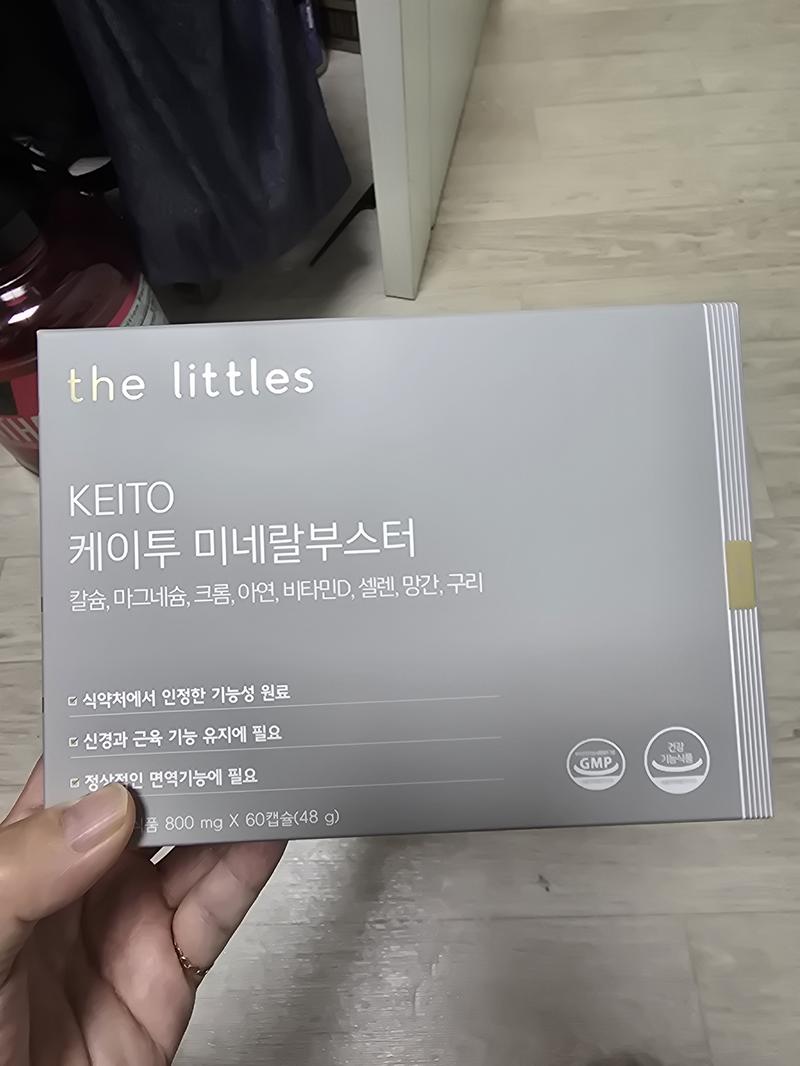 the littles
KEITO
케이투 미네랄부스터
칼슘, 마그네슘, 크롬, 아연, 비타민D, 셀렌, 망간, 구리
식약처에서 인정한 기능성 원료
신경과 근육 기능 유지에 필요
정상적인 면역기능에 필요
800 mg X 60캡슐(48 g)
GMP
건강
기능식품